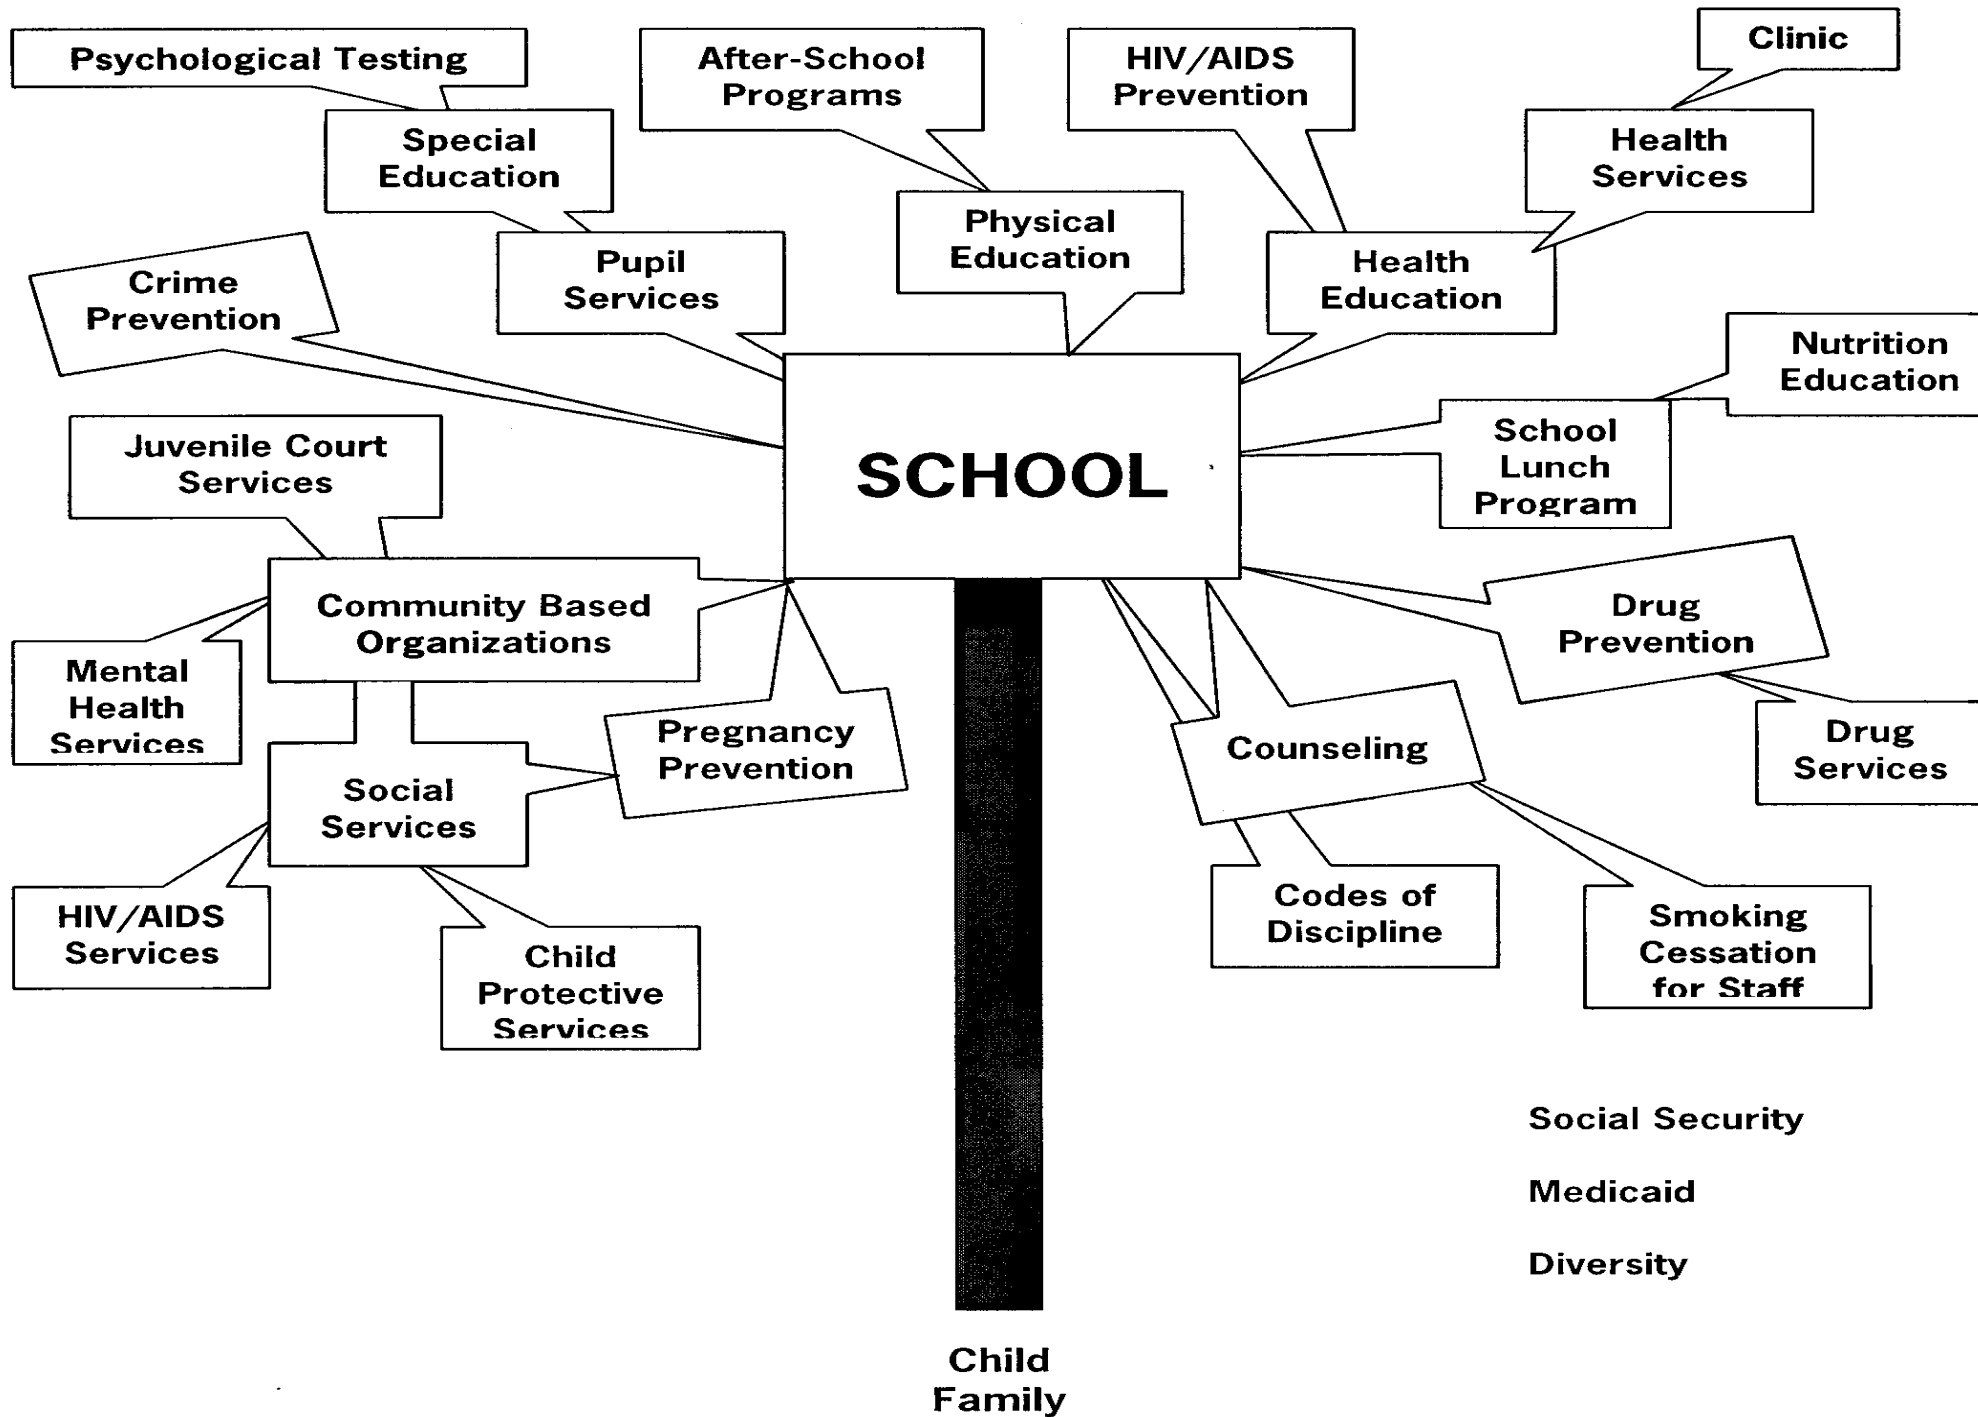 Psychological Testing
After-School
Programs
HIV/AIDS
Prevention
Clinic
Special
Education
Health
Services
Physical
Education
Pupil
Services
Health
Education
Crime
Prevention
Nutrition
Education
Juvenile Court
Services
SCHOOL
School
Lunch
Program
Community Based
Organizations
Drug
Prevention
Mental
Health
Services
Pregnancy
Prevention
Counseling
Drug
Services
Social
Services
HIV/AIDS
Services
Child
Protective
Services
Codes of
Discipline
Smoking
Cessation
for Staff
Social Security
Medicaid
Diversity
Child
Family